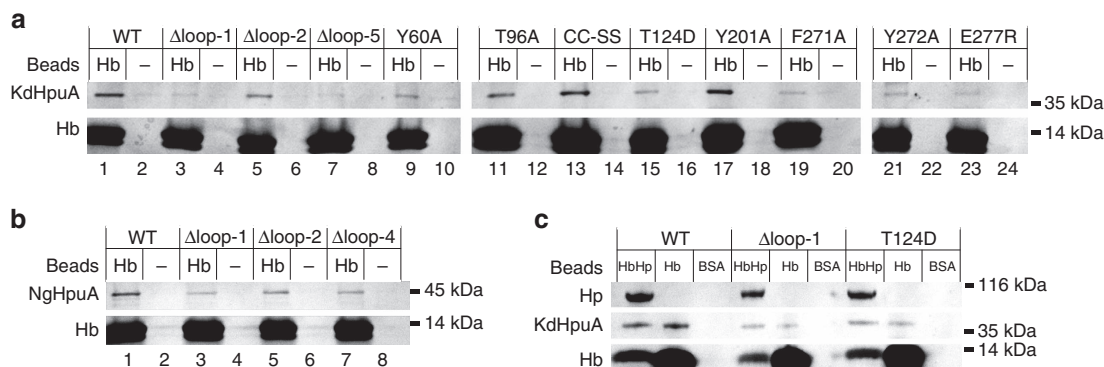 a
WT Δloop-1 Δloop-2 Δloop-5 Y60A T96A CC-SS T124D Y201A F271A Y272A E277R
Beads Hb – Hb – Hb – Hb – Hb – Hb – Hb – Hb – Hb – Hb – Hb – Hb –
KdHpuA 35 kDa
Hb 14 kDa
1 2 3 4 5 6 7 8 9 10 11 12 13 14 15 16 17 18 19 20 21 22 23 24
b
WT Δloop-1 Δloop-2 Δloop-4
Beads Hb – Hb – Hb – Hb –
NgHpuA 45 kDa
Hb 14 kDa
1 2 3 4 5 6 7 8
c
WT Δloop-1 T124D
Beads HbHp Hb BSA HbHp Hb BSA HbHp Hb BSA
Hp 116 kDa
KdHpuA 35 kDa
Hb 14 kDa